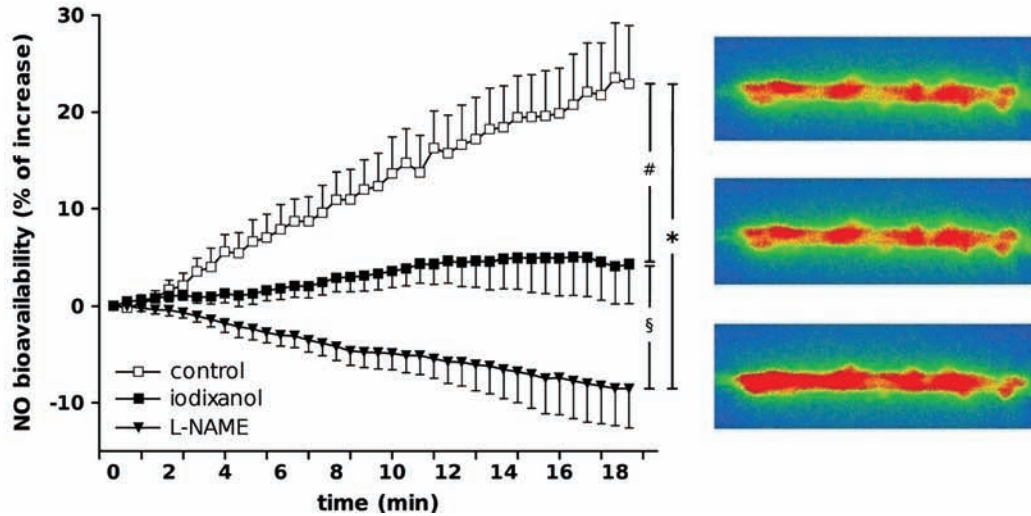 NO bioavailability (% of increase)
30
20
10
0
-10
control
iodixanol
L-NAME
#
*
§
0 2 4 6 8 10 12 14 16 18
time (min)